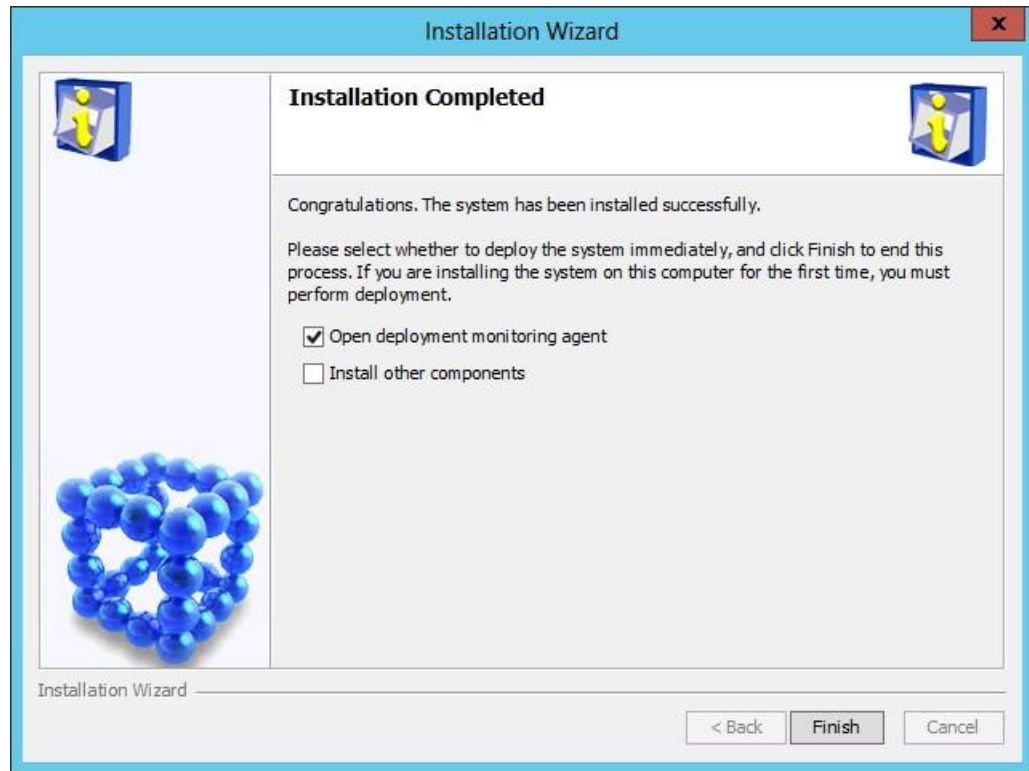 Installation Wizard
x
Installation Completed
Congratulations. The system has been installed successfully.
Please select whether to deploy the system immediately, and click Finish to end this
process. If you are installing the system on this computer for the first time, you must
perform deployment.
Open deployment monitoring agent
Install other components
Installation Wizard
< Back Finish Cancel